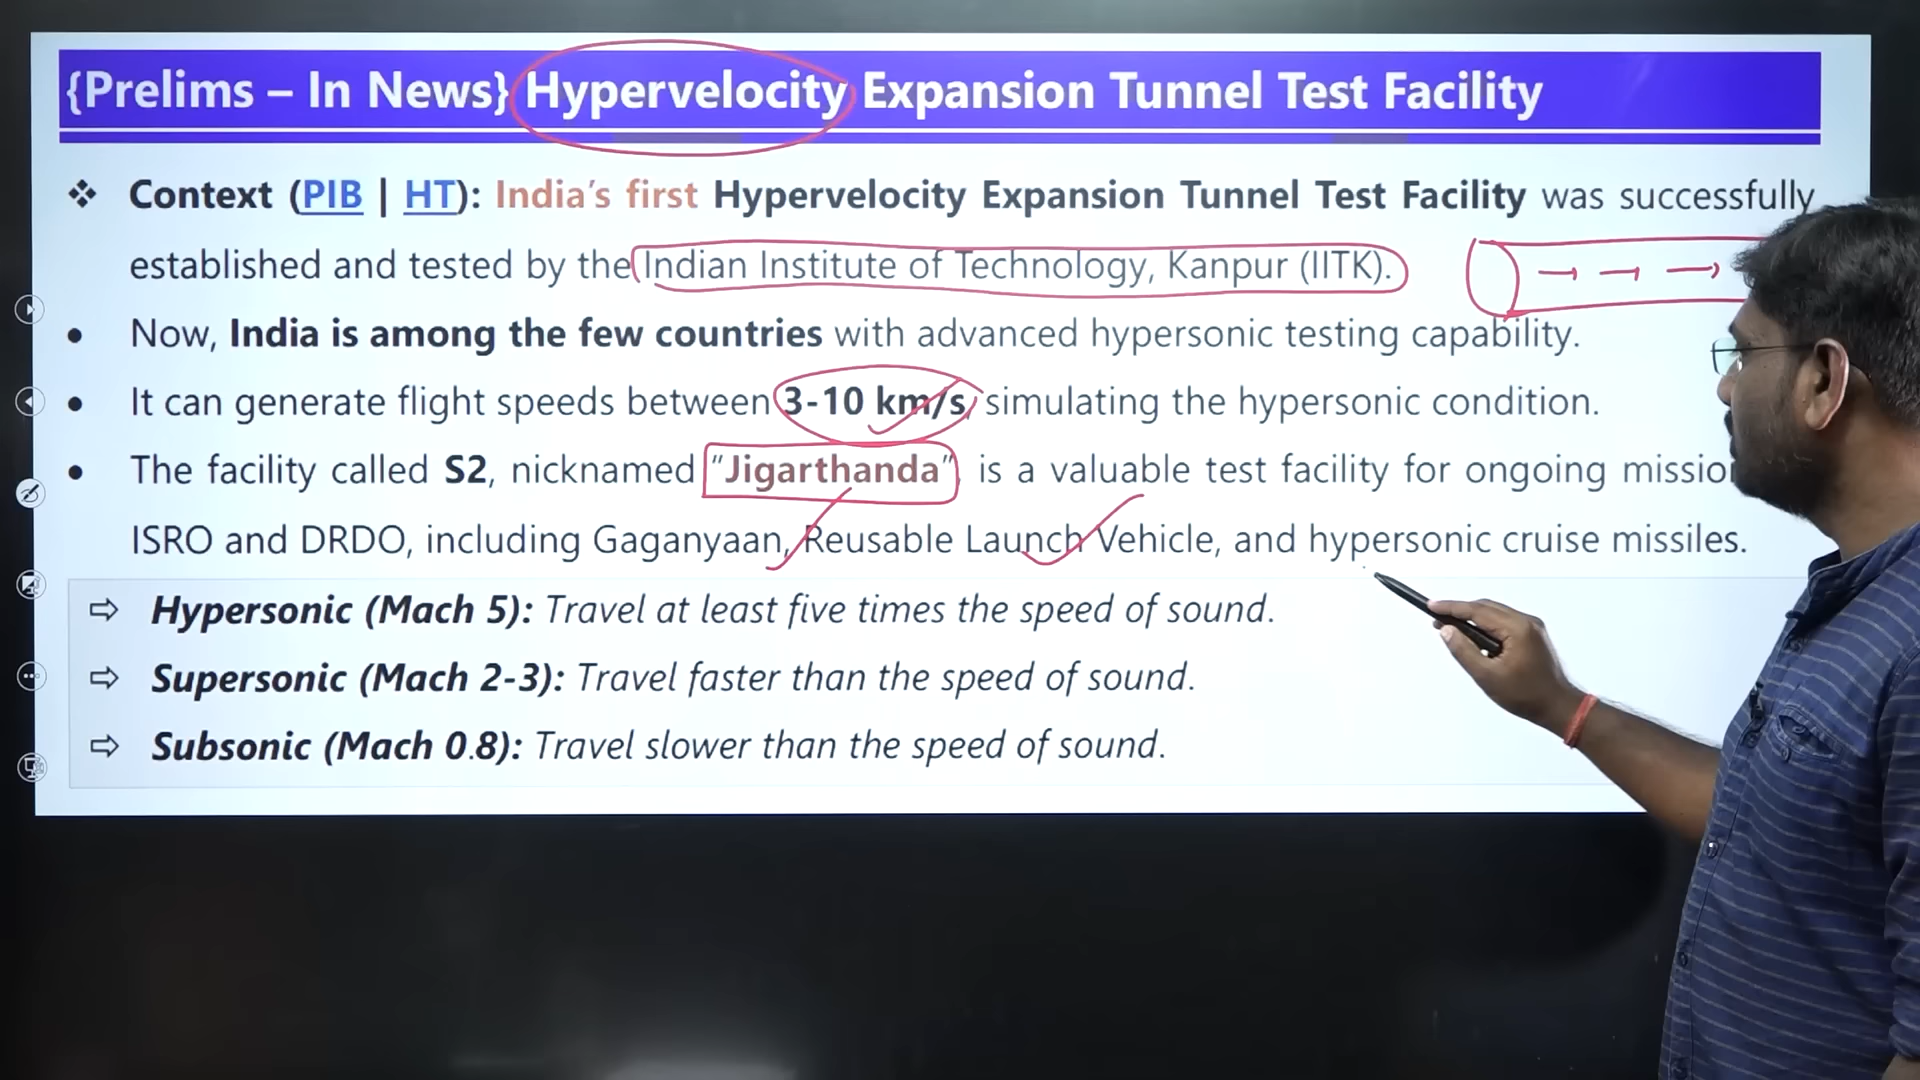 {Prelims – In News} Hypervelocity Expansion Tunnel Test Facility
❖ Context (PIB | HT): India's first Hypervelocity Expansion Tunnel Test Facility was successfully
established and tested by the Indian Institute of Technology, Kanpur (IITK).
• Now, India is among the few countries with advanced hypersonic testing capability.
• It can generate flight speeds between 3-10 km/s, simulating the hypersonic condition.
• The facility called S2, nicknamed "Jigarthanda" is a valuable test facility for ongoing
ISRO and DRDO, including Gaganyaan, Reusable Launch Vehicle, and hypersonic cruise missiles.
⇨ Hypersonic (Mach 5): Travel at least five times the speed of sound.
⇨ Supersonic (Mach 2-3): Travel faster than the speed of sound.
⇨ Subsonic (Mach 0.8): Travel slower than the speed of sound.